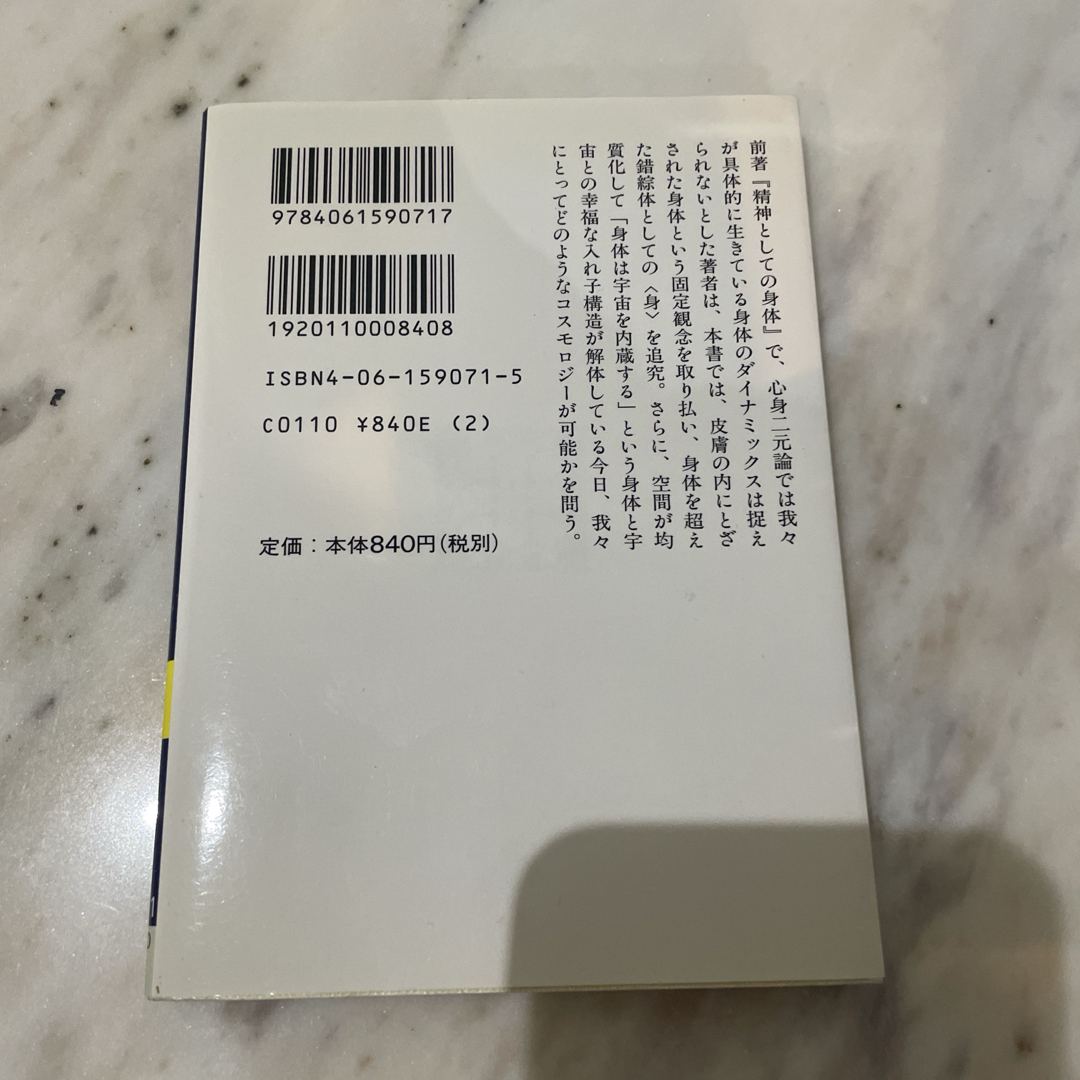 前著『精神としての身体』で、心身二元論では我々
が具体的に生きている身体のダイナミックスは捉え
られないとした著者は、本書では、皮膚の内にとざ
された身体という固定観念を取り払い、身体を超え
た錯綜体としての〈身〉を追究。さらに、空間が均
質化して「身体は宇宙を内蔵する」という身体と宇
宙との幸福な入れ子構造が解体している今日、我々
にとってどのようなコスモロジーが可能かを問う。
9784061590717
1920110008408
ISBN4-06-159071-5
C0110 ¥840E (2)
定価：本体840円(税別)